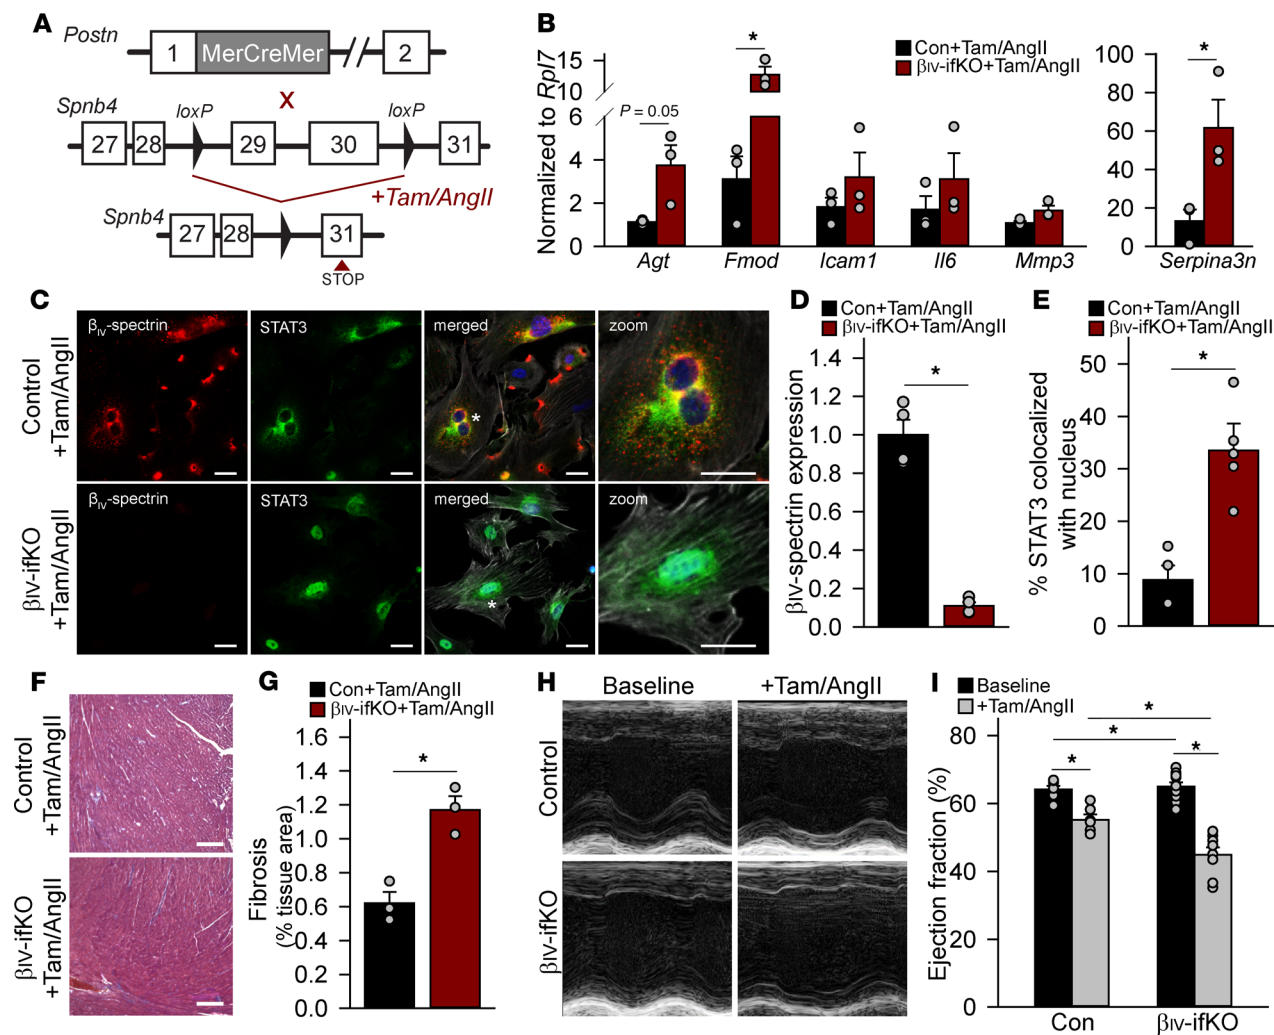 A
Postn
1
MerCreMer
2
X
Spnb4
loxP
loxP
27
28
29
30
31
+Tam/AngII
Spnb4
27
28
31
STOP
B
Con+Tam/AngII
βIV-ifKO+Tam/AngII
Normalized to Rpl7
15
10
6
4
2
0
P = 0.05
*
Agt
Fmod
Icam1
Il6
Mmp3
100
80
60
40
20
0
*
Serpina3n
C
Control
+Tam/AngII
βIV-spectrin
STAT3
merged
zoom
*
βIV-ifKO
+Tam/AngII
βIV-spectrin
STAT3
merged
zoom
*
D
Con+Tam/AngII
βIV-ifKO+Tam/AngII
βIV-spectrin expression
1.4
1.2
1.0
0.8
0.6
0.4
0.2
0.0
*
E
Con+Tam/AngII
βIV-ifKO+Tam/AngII
% STAT3 colocalized
with nucleus
50
40
30
20
10
0
*
F
Control
+Tam/AngII
βIV-ifKO
+Tam/AngII
G
Con+Tam/AngII
βIV-ifKO+Tam/AngII
Fibrosis
(% tissue area)
1.6
1.4
1.2
1.0
0.8
0.6
0.4
0.2
0.0
*
H
Baseline
+Tam/AngII
Control
βIV-ifKO
I
Baseline
+Tam/AngII
Ejection fraction (%)
80
60
40
20
0
*
*
*
*
Con
βIV-ifKO